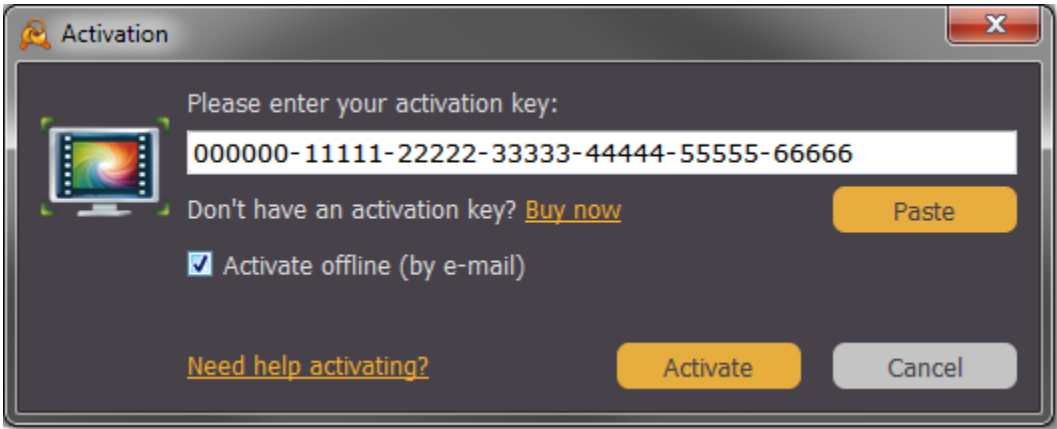 Activation
Please enter your activation key:
000000-11111-22222-33333-44444-55555-66666
Don't have an activation key? Buy now
Paste
Activate offline (by e-mail)
Need help activating?
Activate
Cancel